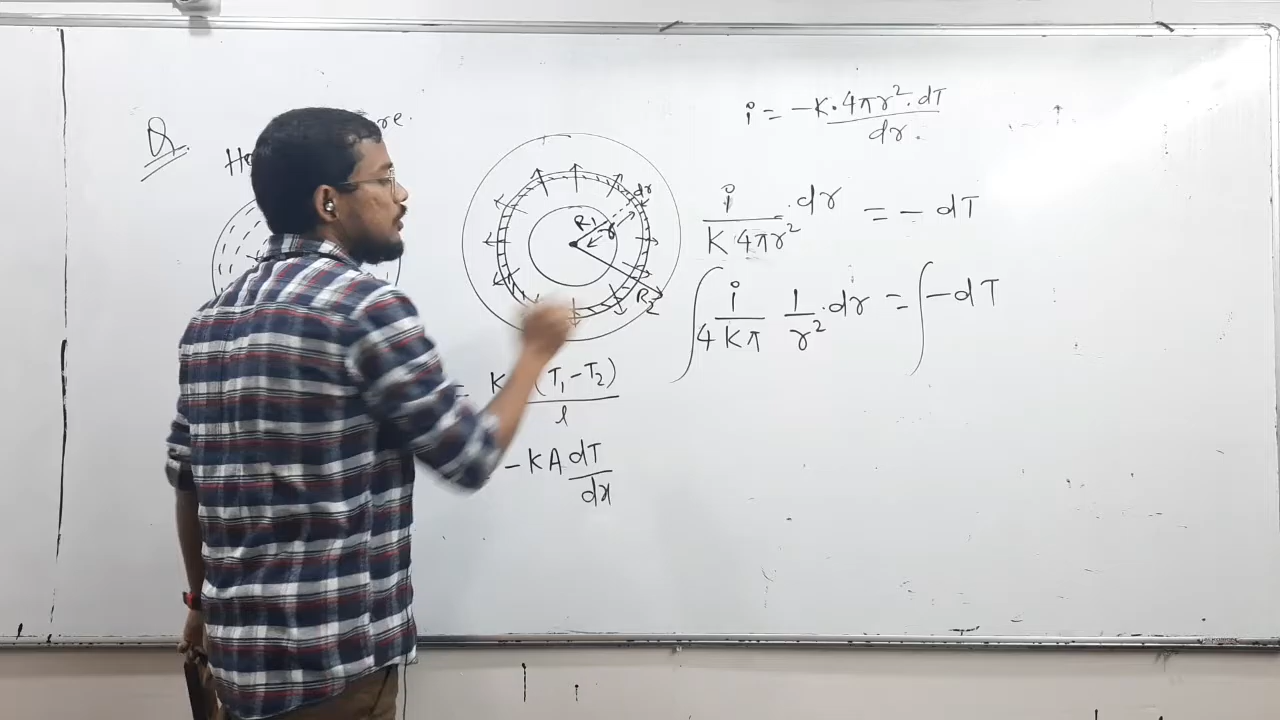 Q.
R1
r
dr
R2
(T₁-T₂)
l
-KA dT
dx
i = -K.4πr².dT
dr.
i .dr = - dT
K 4πr²
∫ i 1 .dr = ∫-dT
4Kπ r²